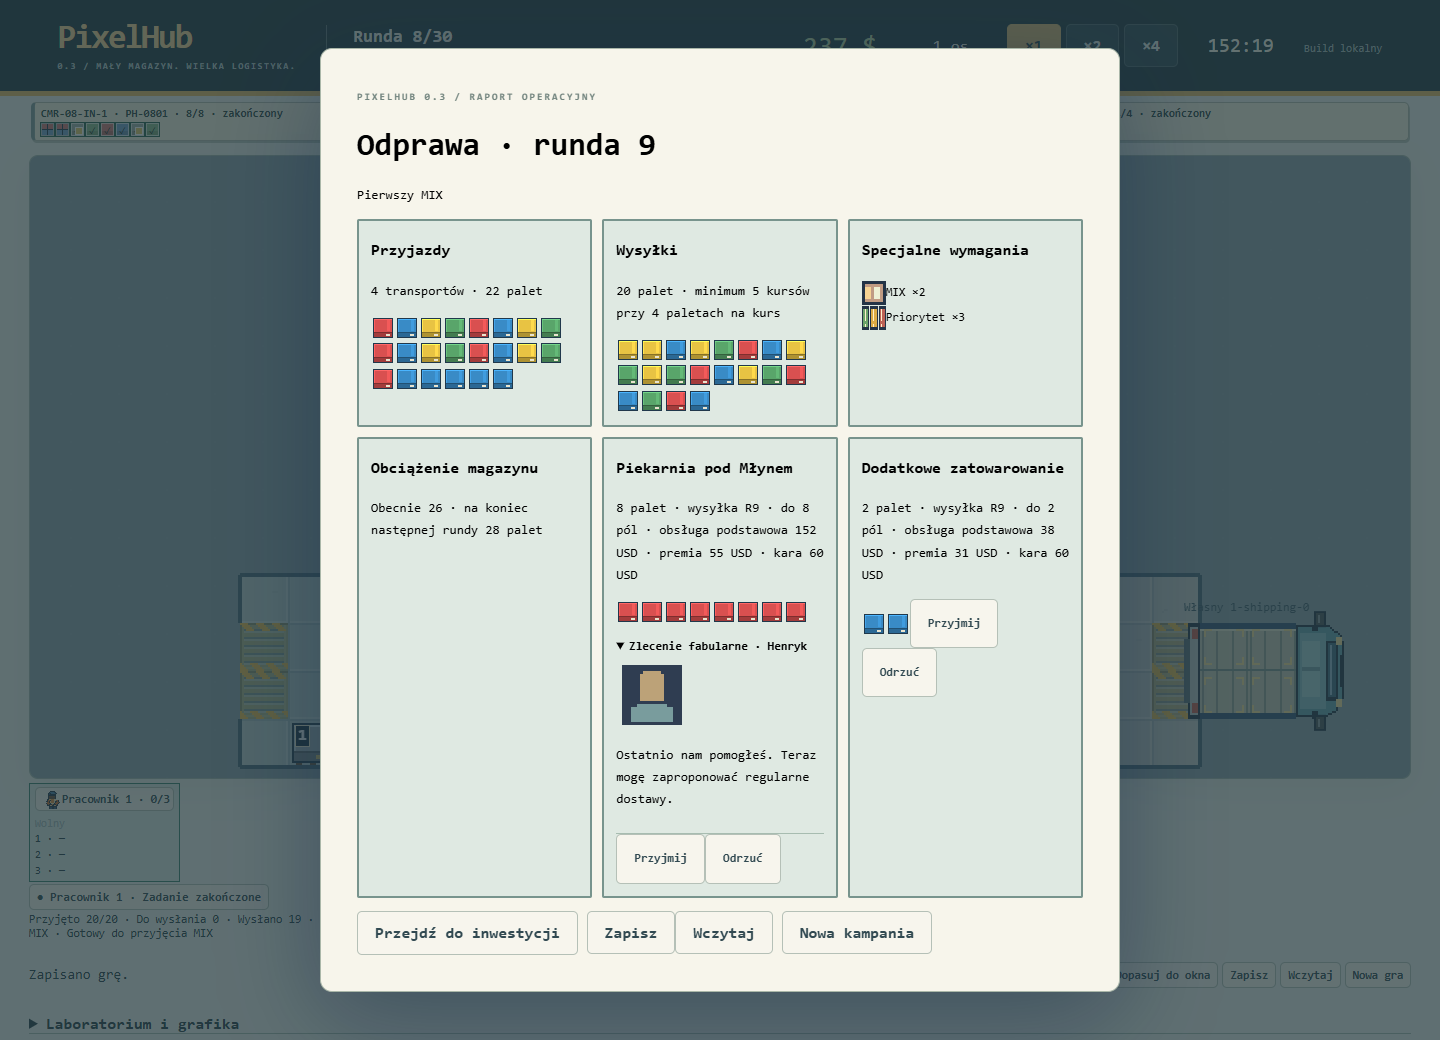 PixelHub
0.3 / MAŁY MAGAZYN. WIELKA LOGISTYKA.
Runda 8/30
237 $
1 os.
×1
×2
×4
152:19
Build lokalny
CMR-08-IN-1 · PH-0801 · 8/8 · zakończony
/4 · zakończony
PIXELHUB 0.3 / RAPORT OPERACYJNY
Odprawa · runda 9
Pierwszy MIX
Przyjazdy
4 transportów · 22 palet
Wysyłki
20 palet · minimum 5 kursów
przy 4 paletach na kurs
Specjalne wymagania
MIX ×2
Priorytet ×3
Obciążenie magazynu
Obecnie 26 · na koniec
następnej rundy 28 palet
Piekarnia pod Młynem
8 palet · wysyłka R9 · do 8
pól · obsługa podstawowa 152
USD · premia 55 USD · kara 60
USD
▼ Zlecenie fabularne · Henryk
Ostatnio nam pomogłeś. Teraz
mogę zaproponować regularne
dostawy.
Przyjmij
Odrzuć
Dodatkowe zatowarowanie
2 palet · wysyłka R9 · do 2
pól · obsługa podstawowa 38
USD · premia 31 USD · kara 60
USD
Przyjmij
Odrzuć
Przejdź do inwestycji
Zapisz
Wczytaj
Nowa kampania
Własny 1-shipping-0
1
Pracownik 1 · 0/3
wolny
1 · —
2 · —
3 · —
● Pracownik 1 · Zadanie zakończone
Przyjęto 20/20 · Do wysłania 0 · Wysłano 19 ·
MIX · Gotowy do przyjęcia MIX
Zapisano grę.
opasuj do okna
Zapisz
Wczytaj
Nowa gra
▶ Laboratorium i grafika